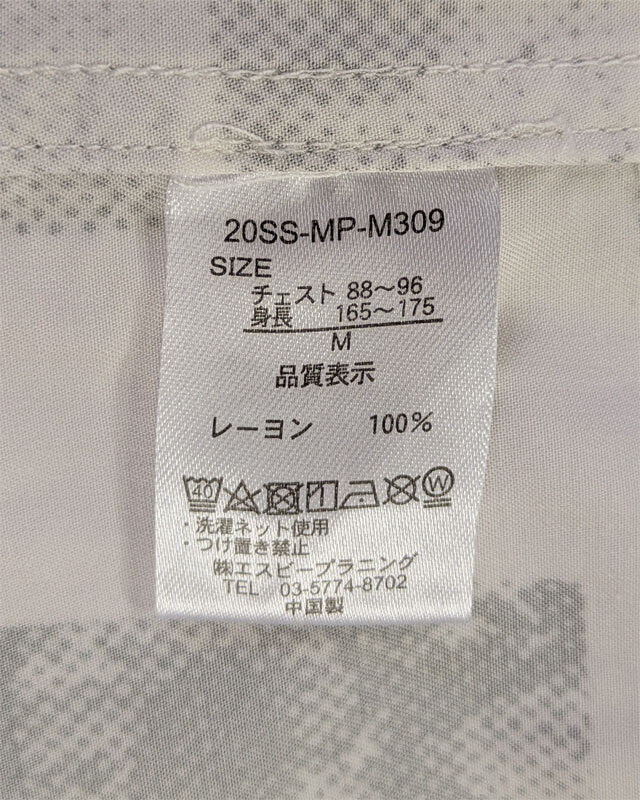 20SS-MP-M309
SIZE
チェスト 88～96
身長 165～175
M
品質表示
レーヨン 100%
40 W
・洗濯ネット使用
・つけ置き禁止
㈱エスピープラニング
TEL 03-5774-8702
中国製